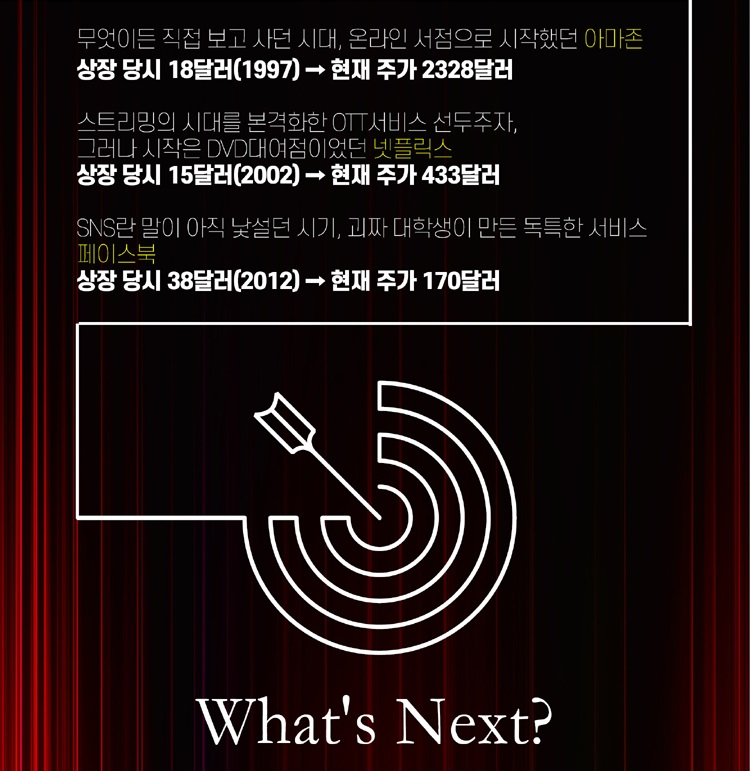 무엇이든 직접 보고 사던 시대, 온라인 서점으로 시작했던 아마존
상장 당시 18달러(1997) → 현재 주가 2328달러
스트리밍의 시대를 본격화한 OTT서비스 선두주자,
그러나 시작은 DVD대여점이었던 넷플릭스
상장 당시 15달러(2002) → 현재 주가 433달러
SNS란 말이 아직 낯설던 시기, 괴짜 대학생이 만든 독특한 서비스
페이스북
상장 당시 38달러(2012) → 현재 주가 170달러
What's Next?